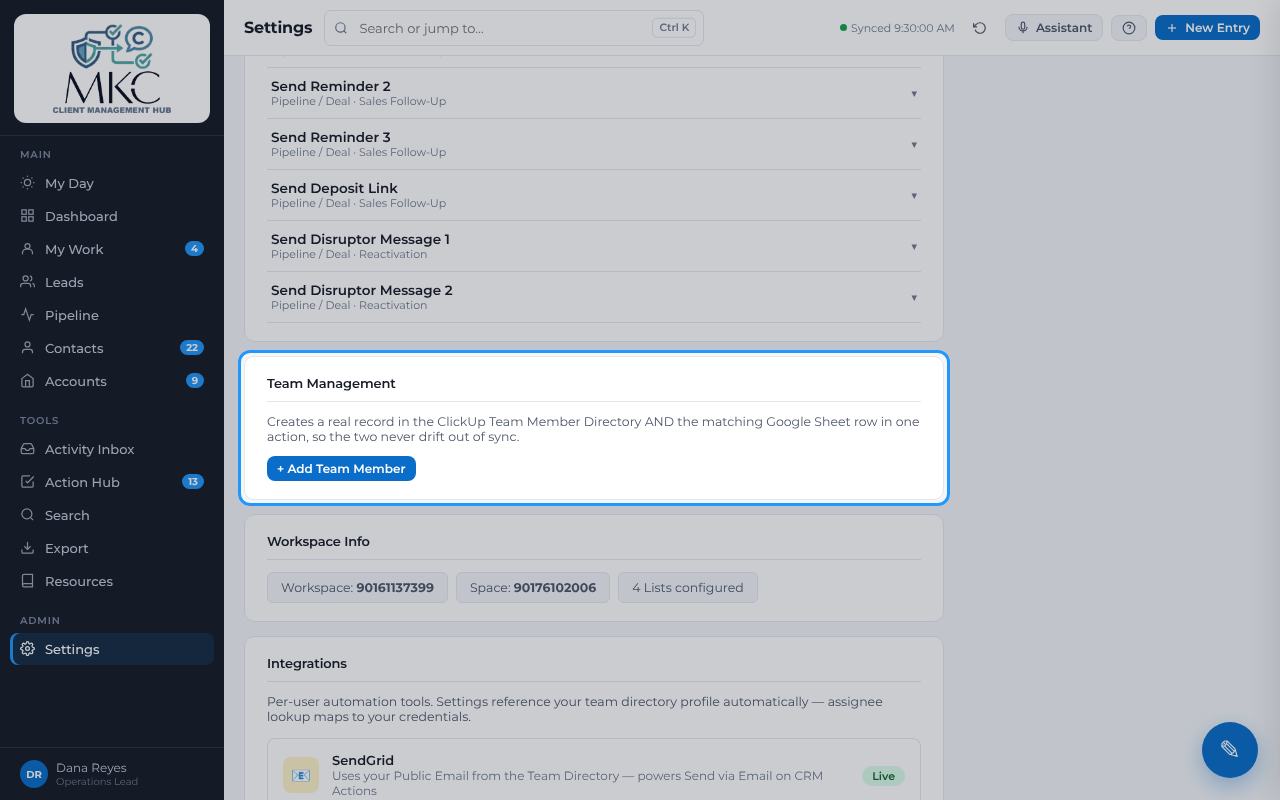 MKC
CLIENT MANAGEMENT HUB
MAIN
My Day
Dashboard
My Work 4
Leads
Pipeline
Contacts 22
Accounts 9
TOOLS
Activity Inbox
Action Hub 13
Search
Export
Resources
ADMIN
Settings
DR
Dana Reyes
Operations Lead
Settings
Search or jump to...
Ctrl K
Synced 9:30:00 AM
Assistant
+ New Entry
Send Reminder 2
Pipeline / Deal · Sales Follow-Up
Send Reminder 3
Pipeline / Deal · Sales Follow-Up
Send Deposit Link
Pipeline / Deal · Sales Follow-Up
Send Disruptor Message 1
Pipeline / Deal · Reactivation
Send Disruptor Message 2
Pipeline / Deal · Reactivation
Team Management
Creates a real record in the ClickUp Team Member Directory AND the matching Google Sheet row in one
action, so the two never drift out of sync.
+ Add Team Member
Workspace Info
Workspace: 90161137399
Space: 90176102006
4 Lists configured
Integrations
Per-user automation tools. Settings reference your team directory profile automatically — assignee
lookup maps to your credentials.
SendGrid
Uses your Public Email from the Team Directory — powers Send via Email on CRM
Actions
Live